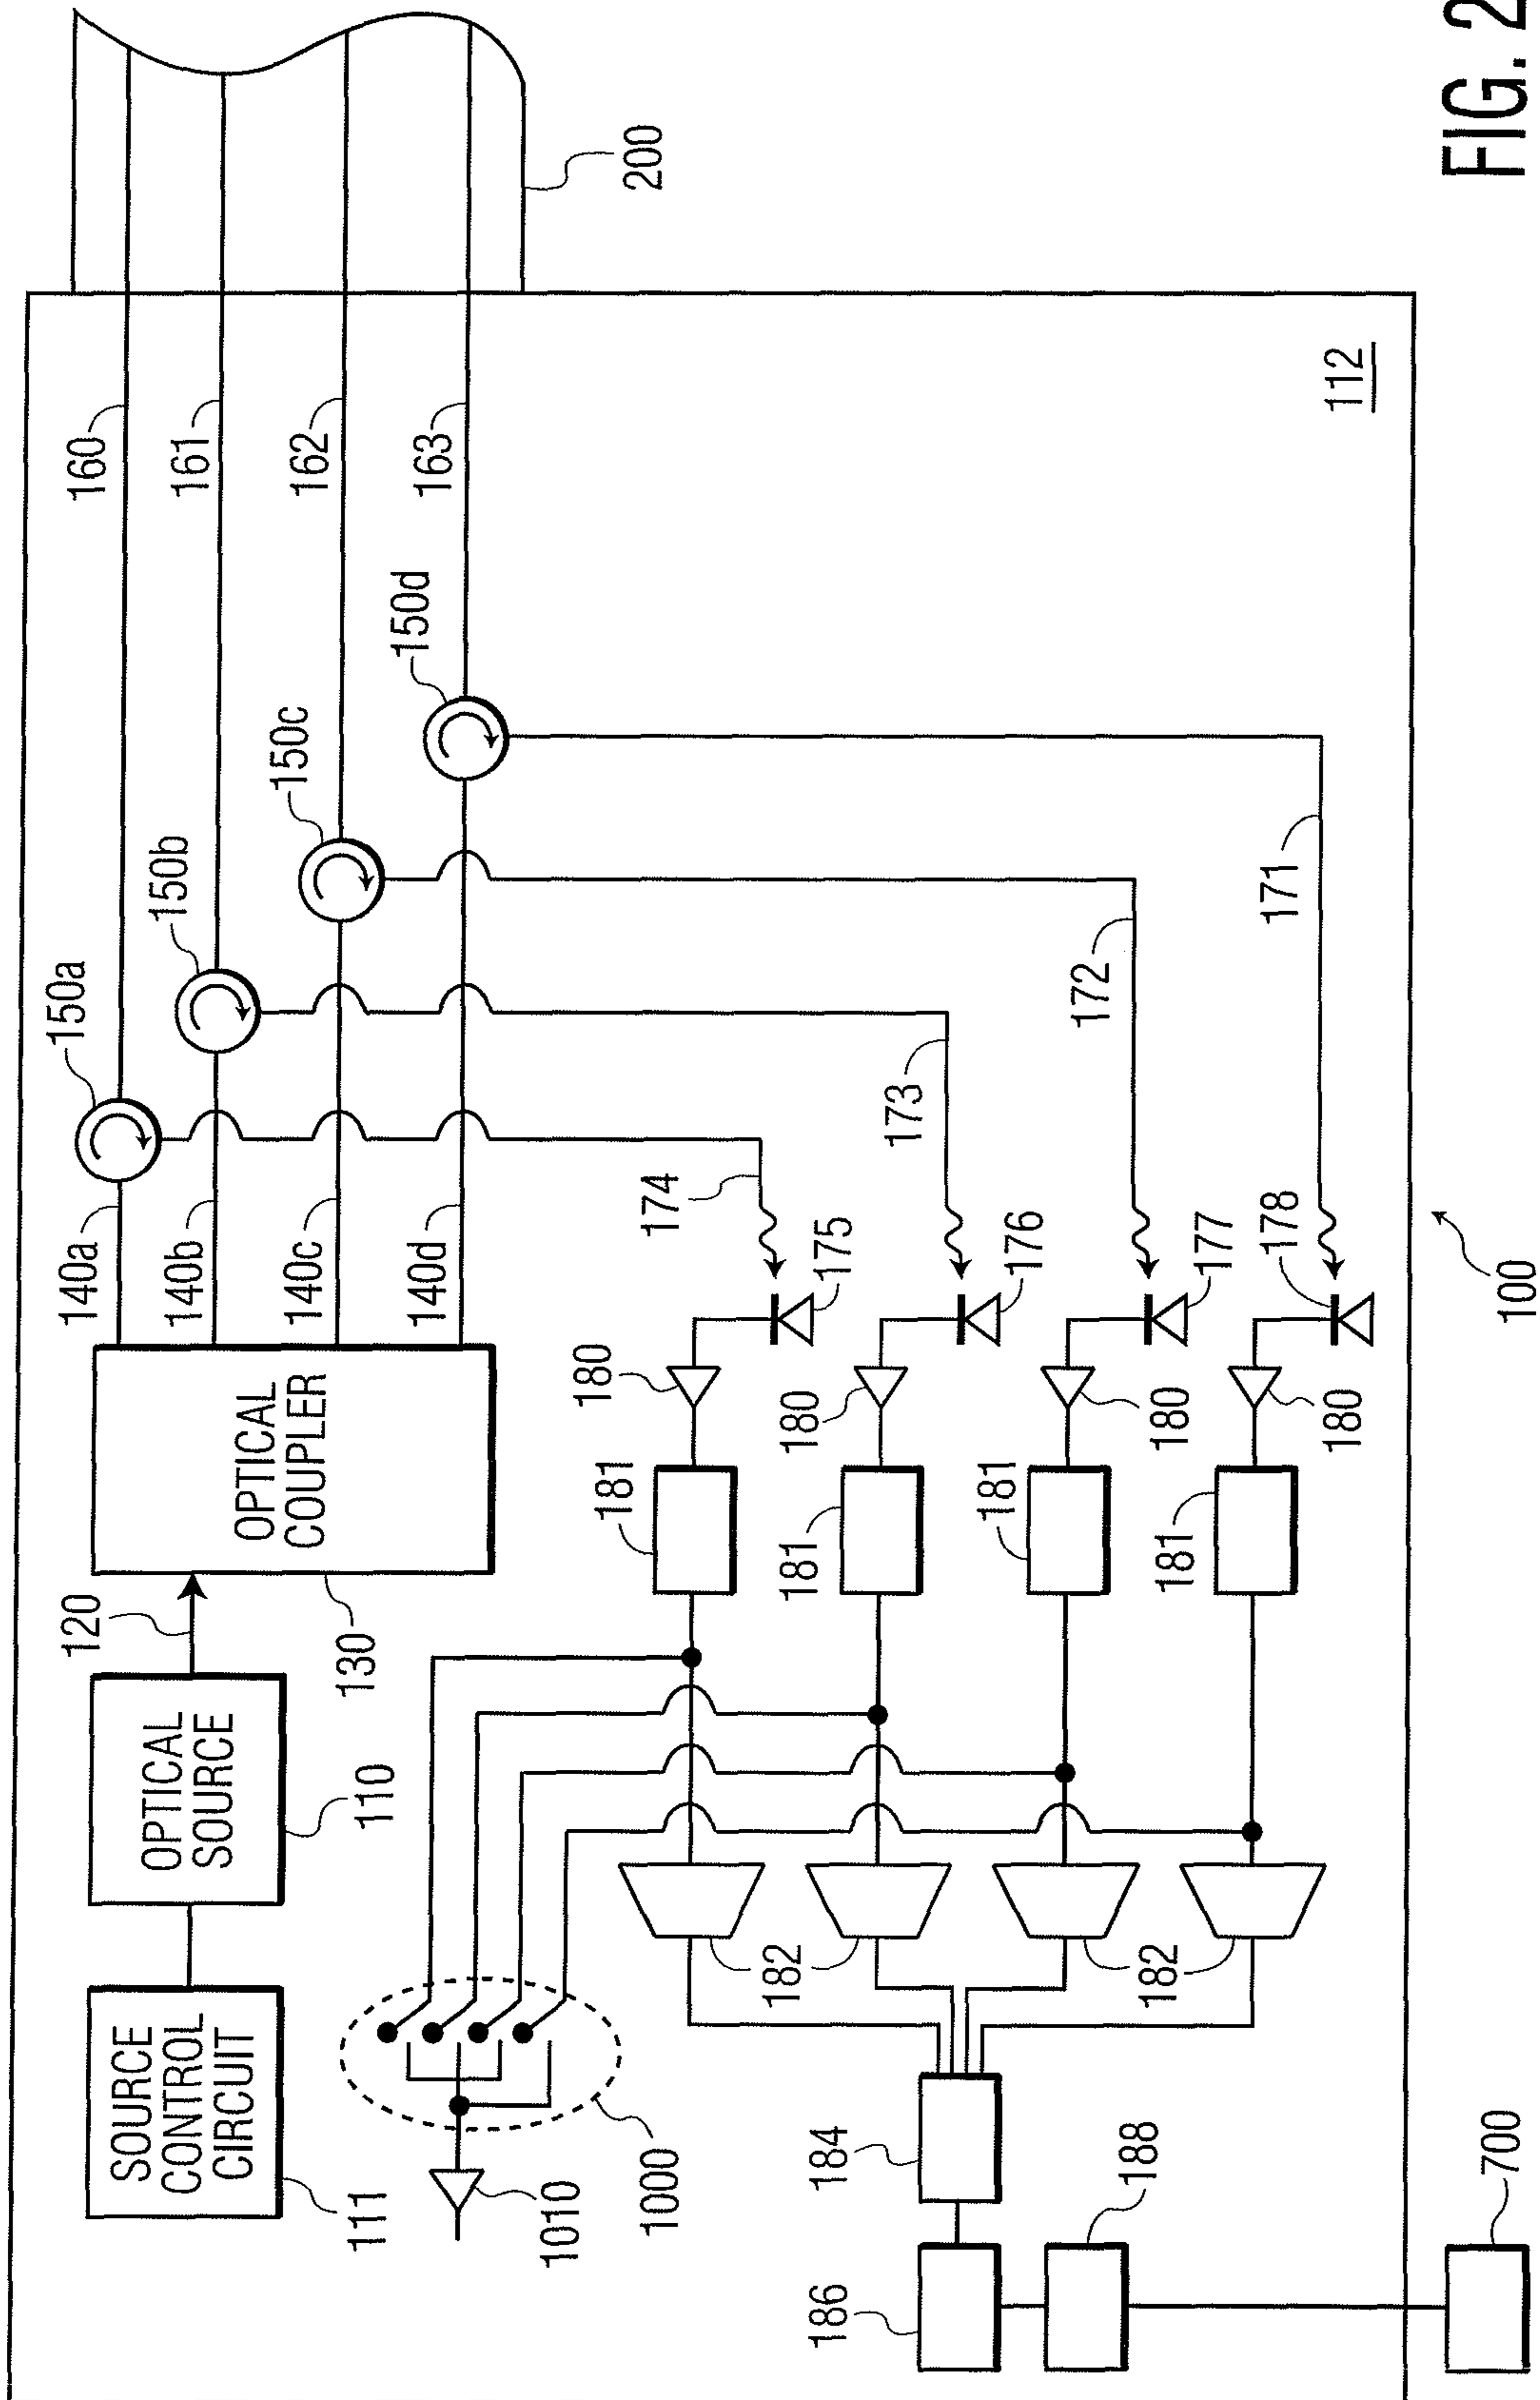 SOURCE
CONTROL
CIRCUIT
111
OPTICAL
SOURCE
110
120
OPTICAL
COUPLER
130
140a
140b
140c
140d
150a
150b
150c
150d
160
161
162
163
200
1010
1000
174
173
172
171
175
176
177
178
180
180
180
180
181
181
181
181
182
182
184
186
188
700
112
100
FIG. 2